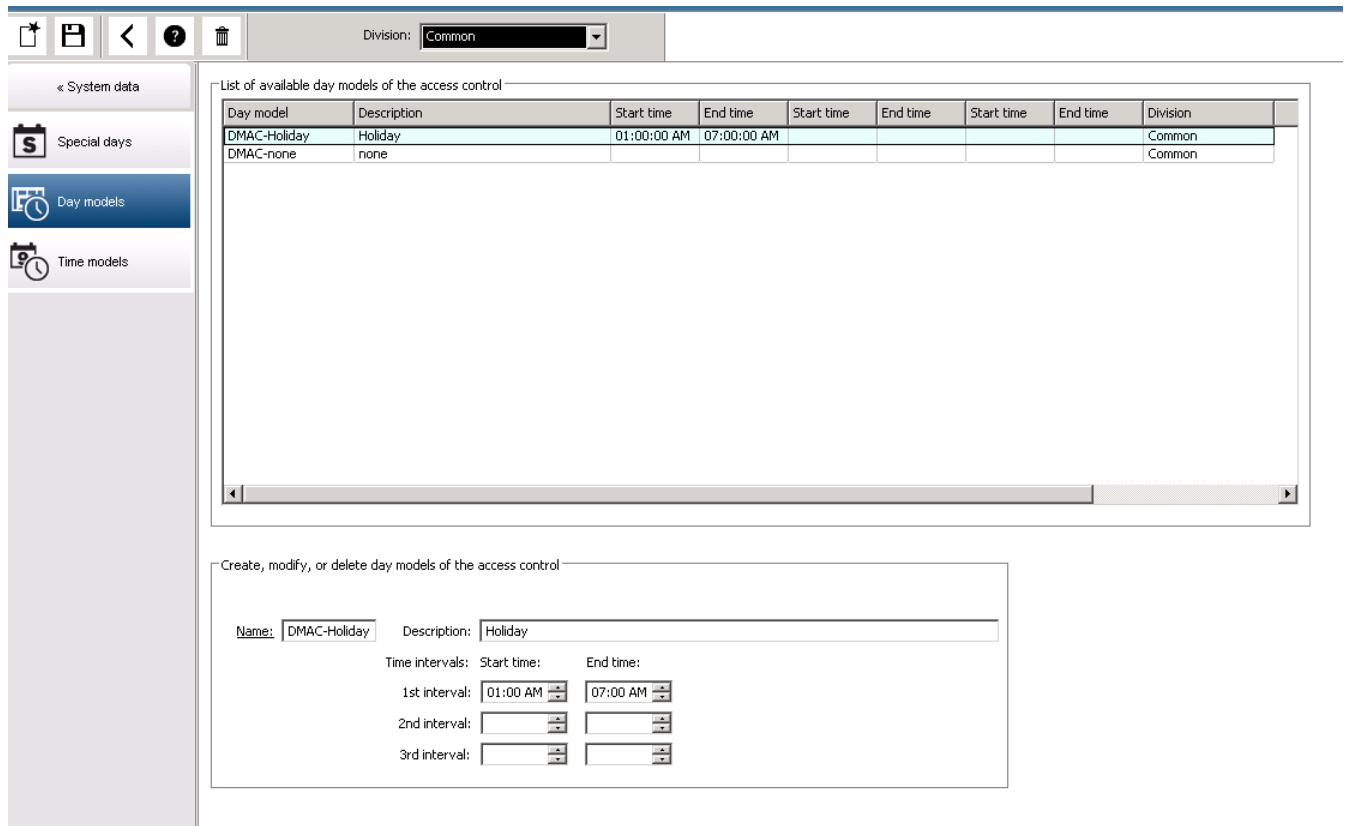 Division: Common
« System data
Special days
Day models
Time models
List of available day models of the access control
Day model Description Start time End time Start time End time Start time End time Division
DMAC-Holiday Holiday 01:00:00 AM 07:00:00 AM Common
DMAC-none none Common
Create, modify, or delete day models of the access control
Name: DMAC-Holiday Description: Holiday
Time intervals: Start time: End time:
1st interval: 01:00 AM 07:00 AM
2nd interval:
3rd interval: